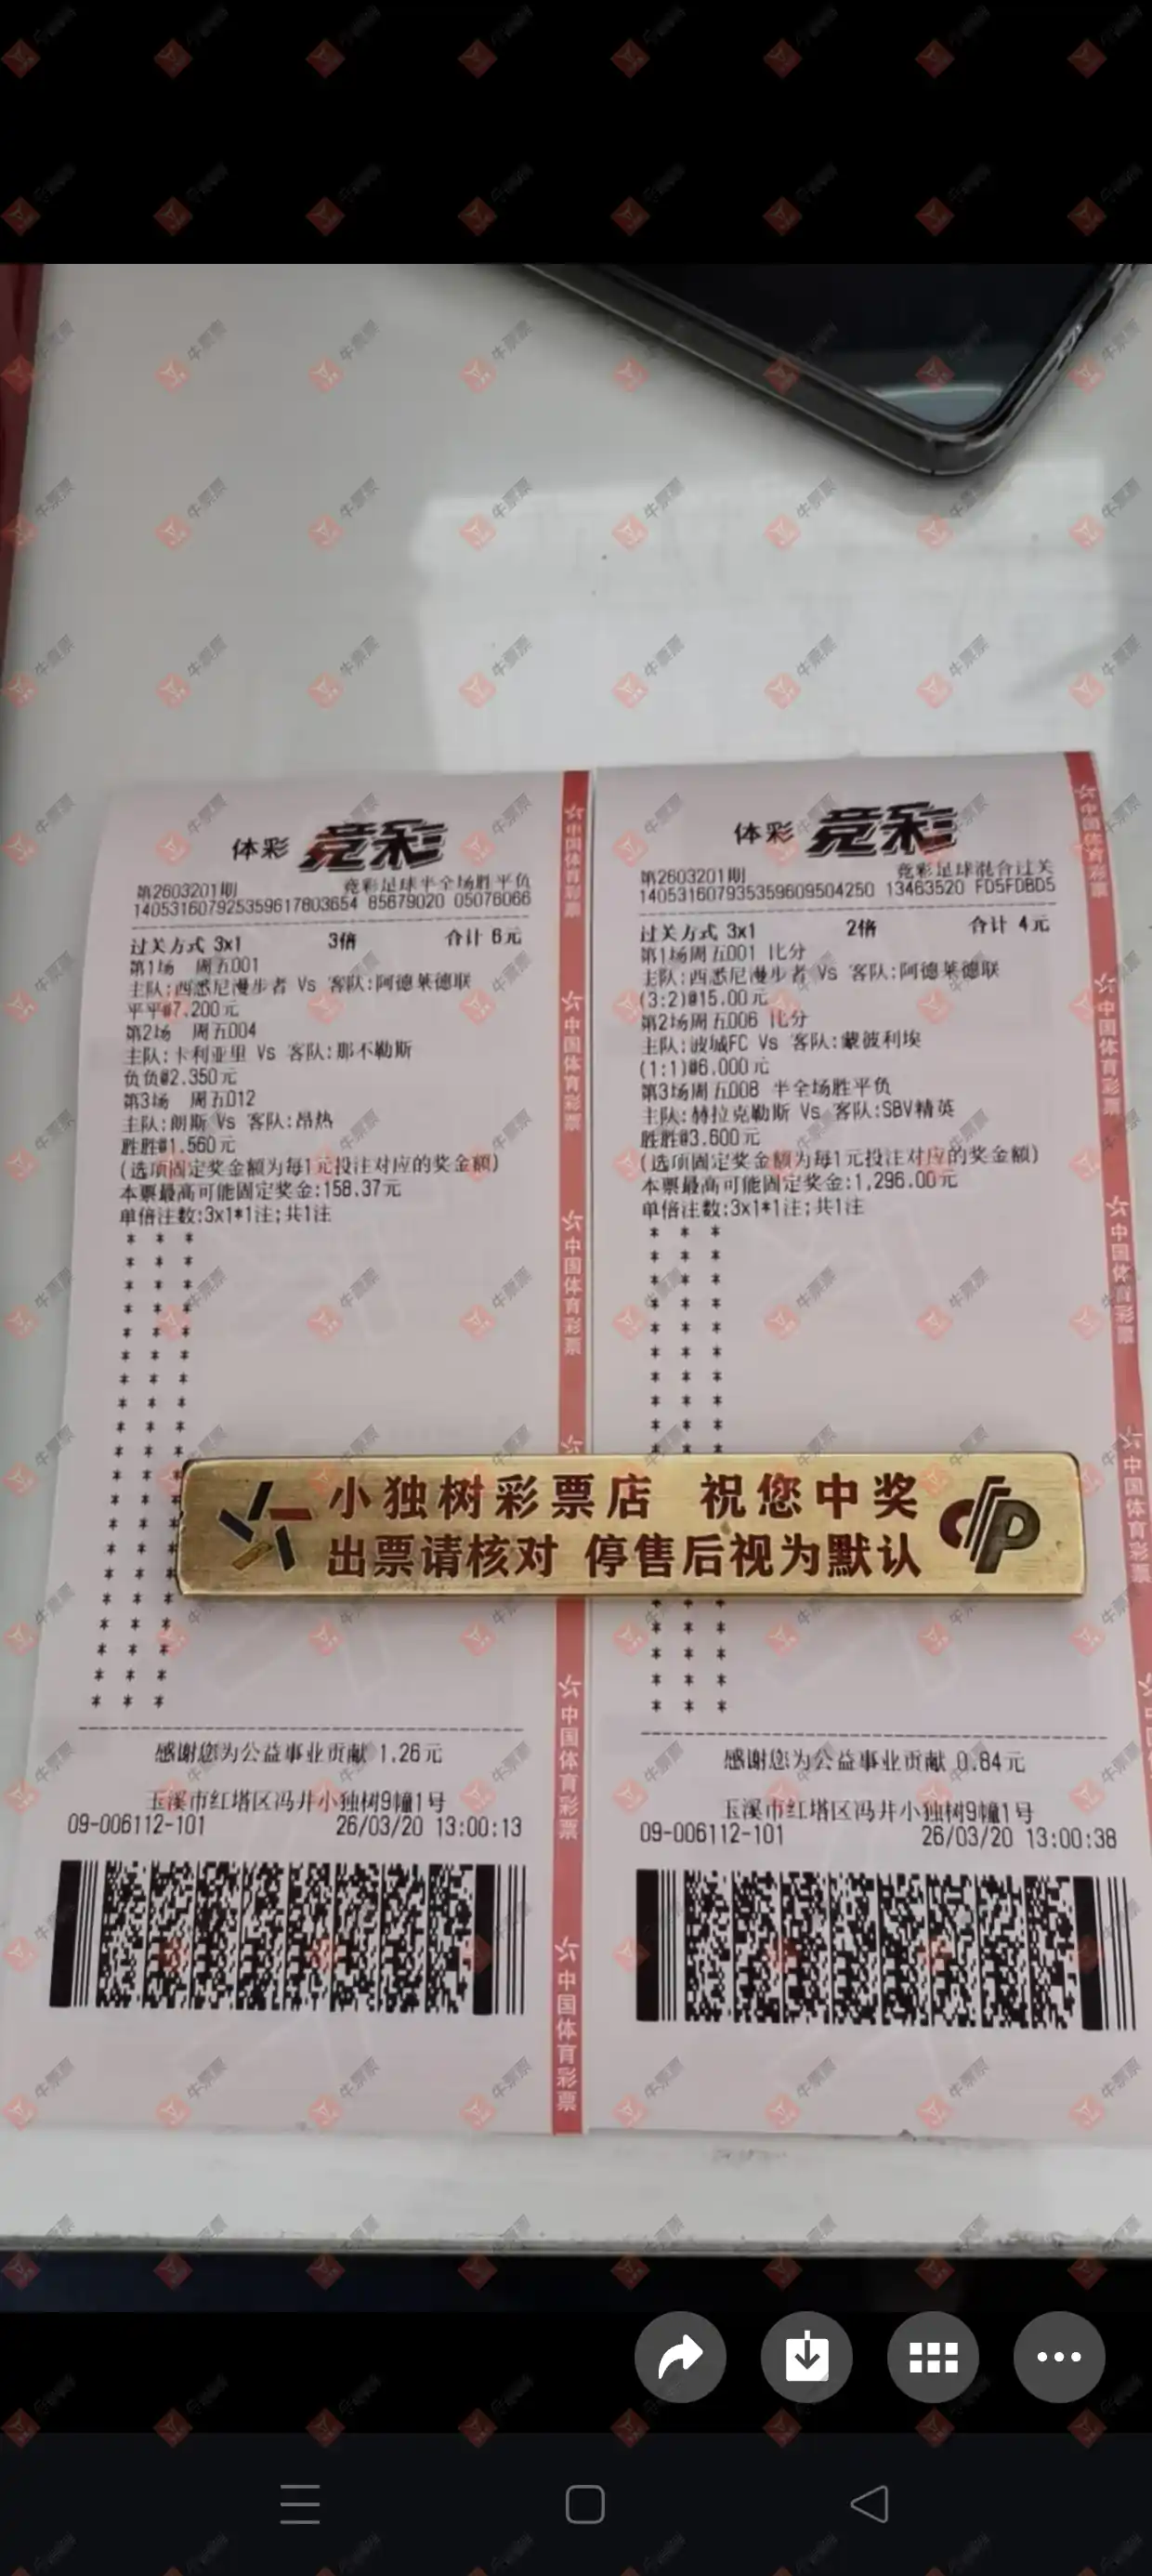 体彩 竞彩
第2603201期 竞彩足球半全场胜平负
140531607925359617803654 85679020 05076066
过关方式 3x1 3倍 合计 6元
第1场 周五001
主队:西悉尼漫步者 Vs 客队:阿德莱德联
平平@7.200元
第2场 周五004
主队:卡利亚里 Vs 客队:那不勒斯
负负@2.350元
第3场 周五012
主队:朗斯 Vs 客队:昂热
胜胜@1.560元
(选项固定奖金额为每1元投注对应的奖金额)
本票最高可能固定奖金:158.37元
单倍注数:3x1*1注;共1注
感谢您为公益事业贡献 1.26元
玉溪市红塔区冯井小独树9幢1号
09-006112-101 26/03/20 13:00:13
中国体育彩票
体彩 竞彩
第2603201期 竞彩足球混合过关
140531607935359609504250 13463520 FD5FDBD5
过关方式 3x1 2倍 合计 4元
第1场周五001 比分
主队:西悉尼漫步者 Vs 客队:阿德莱德联
(3:2)@15.00元
第2场周五006 比分
主队:波城FC Vs 客队:蒙彼利埃
(1:1)@6.000元
第3场周五008 半全场胜平负
主队:赫拉克勒斯 Vs 客队:SBV精英
胜胜@3.600元
(选项固定奖金额为每1元投注对应的奖金额)
本票最高可能固定奖金:1,296.00元
单倍注数:3x1*1注;共1注
感谢您为公益事业贡献 0.84元
玉溪市红塔区冯井小独树9幢1号
09-006112-101 26/03/20 13:00:38
中国体育彩票
小独树彩票店 祝您中奖
出票请核对 停售后视为默认
牛票票